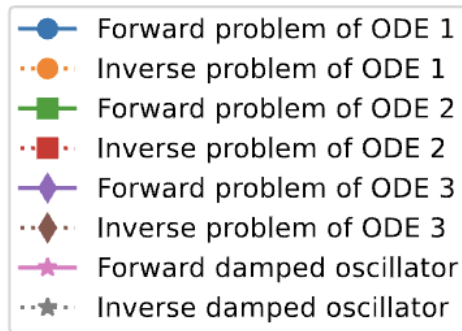 Forward problem of ODE 1
Inverse problem of ODE 1
Forward problem of ODE 2
Inverse problem of ODE 2
Forward problem of ODE 3
Inverse problem of ODE 3
Forward damped oscillator
Inverse damped oscillator